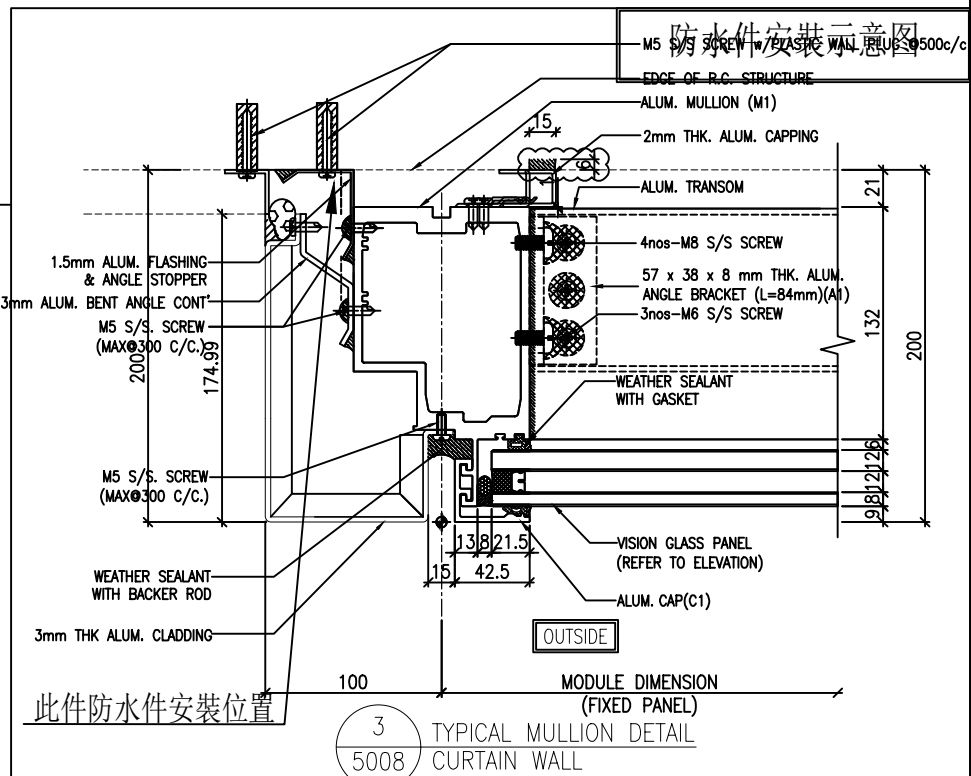 防水件安装示意图
M5 S/S SCREW w/PLASTIC WALL PLUG @500c/c
EDGE OF R.C. STRUCTURE
ALUM. MULLION (M1)
15
2mm THK. ALUM. CAPPING
6
ALUM. TRANSOM
21
4nos-M8 S/S SCREW
57 x 38 x 8 mm THK. ALUM.
ANGLE BRACKET (L=84mm)(A1)
3nos-M6 S/S SCREW
132
200
1.5mm ALUM. FLASHING
& ANGLE STOPPER
3mm ALUM. BENT ANGLE CONT'
M5 S/S. SCREW
(MAX@300 C/C.)
200
174.99
WEATHER SEALANT
WITH GASKET
M5 S/S. SCREW
(MAX@300 C/C.)
6
12
12
8
9
13
8
21.5
15
42.5
VISION GLASS PANEL
(REFER TO ELEVATION)
WEATHER SEALANT
WITH BACKER ROD
ALUM. CAP(C1)
3mm THK ALUM. CLADDING
OUTSIDE
100
MODULE DIMENSION
(FIXED PANEL)
此件防水件安装位置
3
5008
TYPICAL MULLION DETAIL
CURTAIN WALL